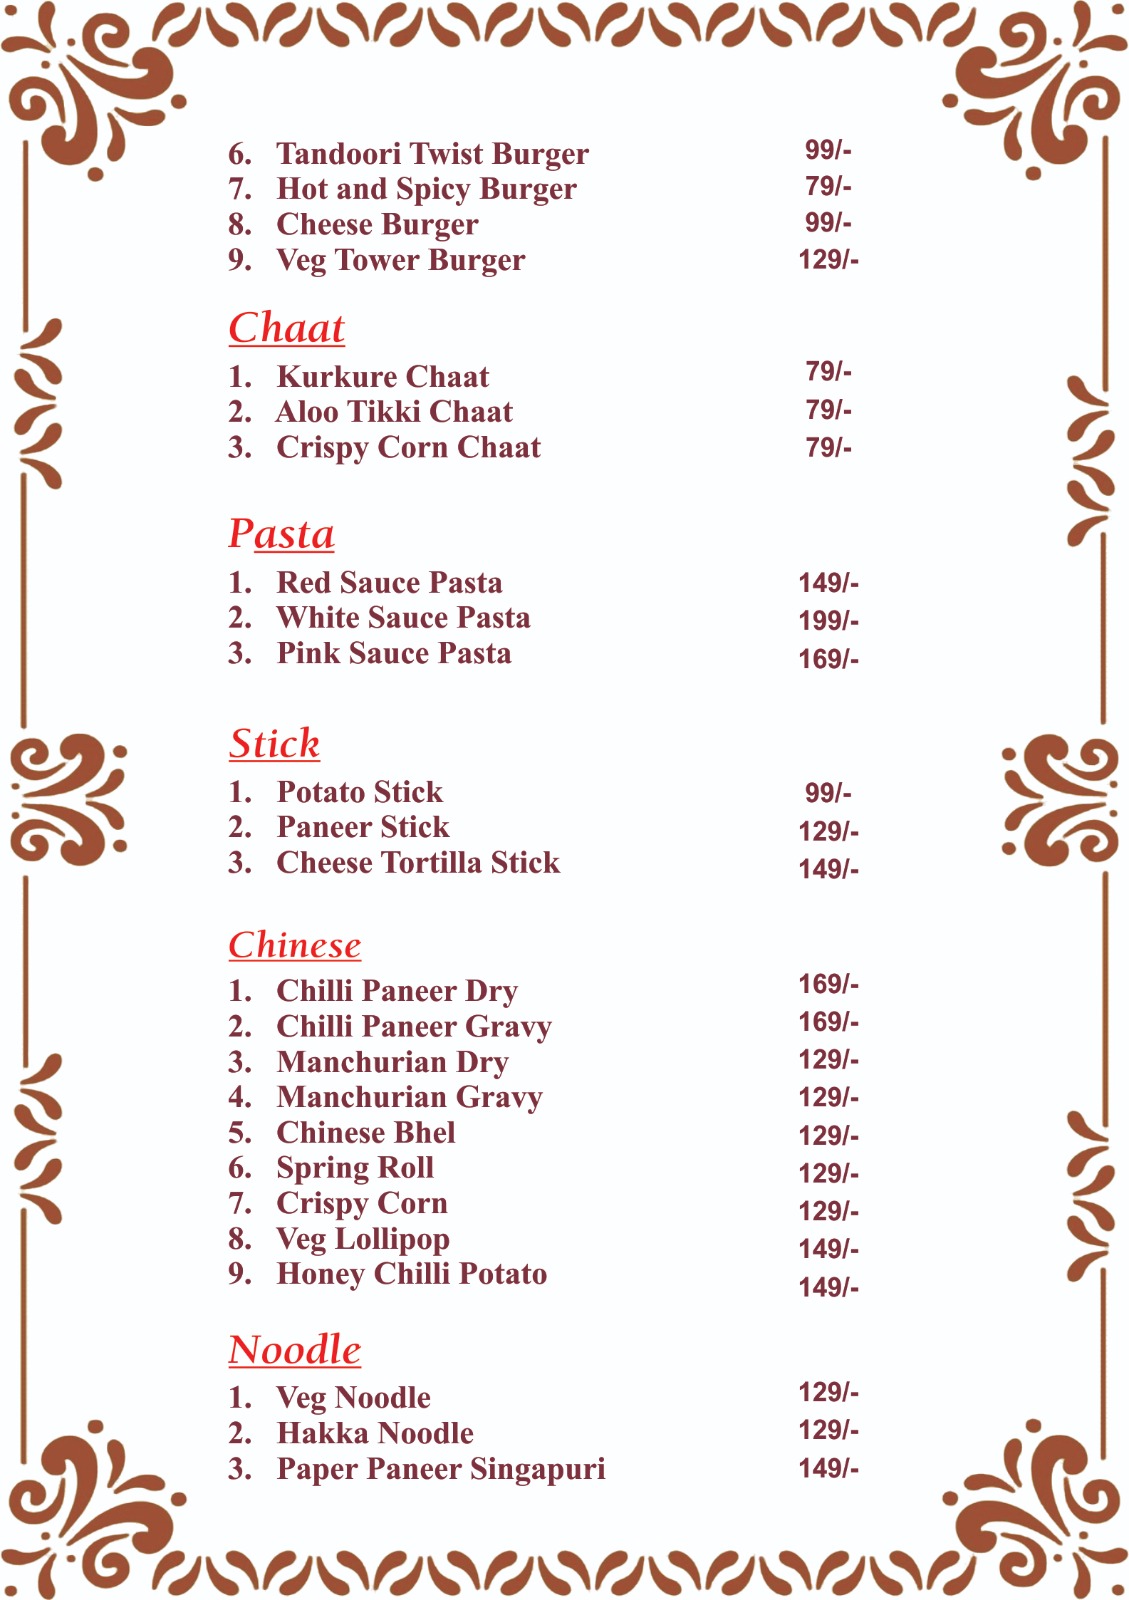 6. Tandoori Twist Burger 99/-
7. Hot and Spicy Burger 79/-
8. Cheese Burger 99/-
9. Veg Tower Burger 129/-
Chaat
1. Kurkure Chaat 79/-
2. Aloo Tikki Chaat 79/-
3. Crispy Corn Chaat 79/-
Pasta
1. Red Sauce Pasta 149/-
2. White Sauce Pasta 199/-
3. Pink Sauce Pasta 169/-
Stick
1. Potato Stick 99/-
2. Paneer Stick 129/-
3. Cheese Tortilla Stick 149/-
Chinese
1. Chilli Paneer Dry 169/-
2. Chilli Paneer Gravy 169/-
3. Manchurian Dry 129/-
4. Manchurian Gravy 129/-
5. Chinese Bhel 129/-
6. Spring Roll 129/-
7. Crispy Corn 129/-
8. Veg Lollipop 149/-
9. Honey Chilli Potato 149/-
Noodle
1. Veg Noodle 129/-
2. Hakka Noodle 129/-
3. Paper Paneer Singapuri 149/-